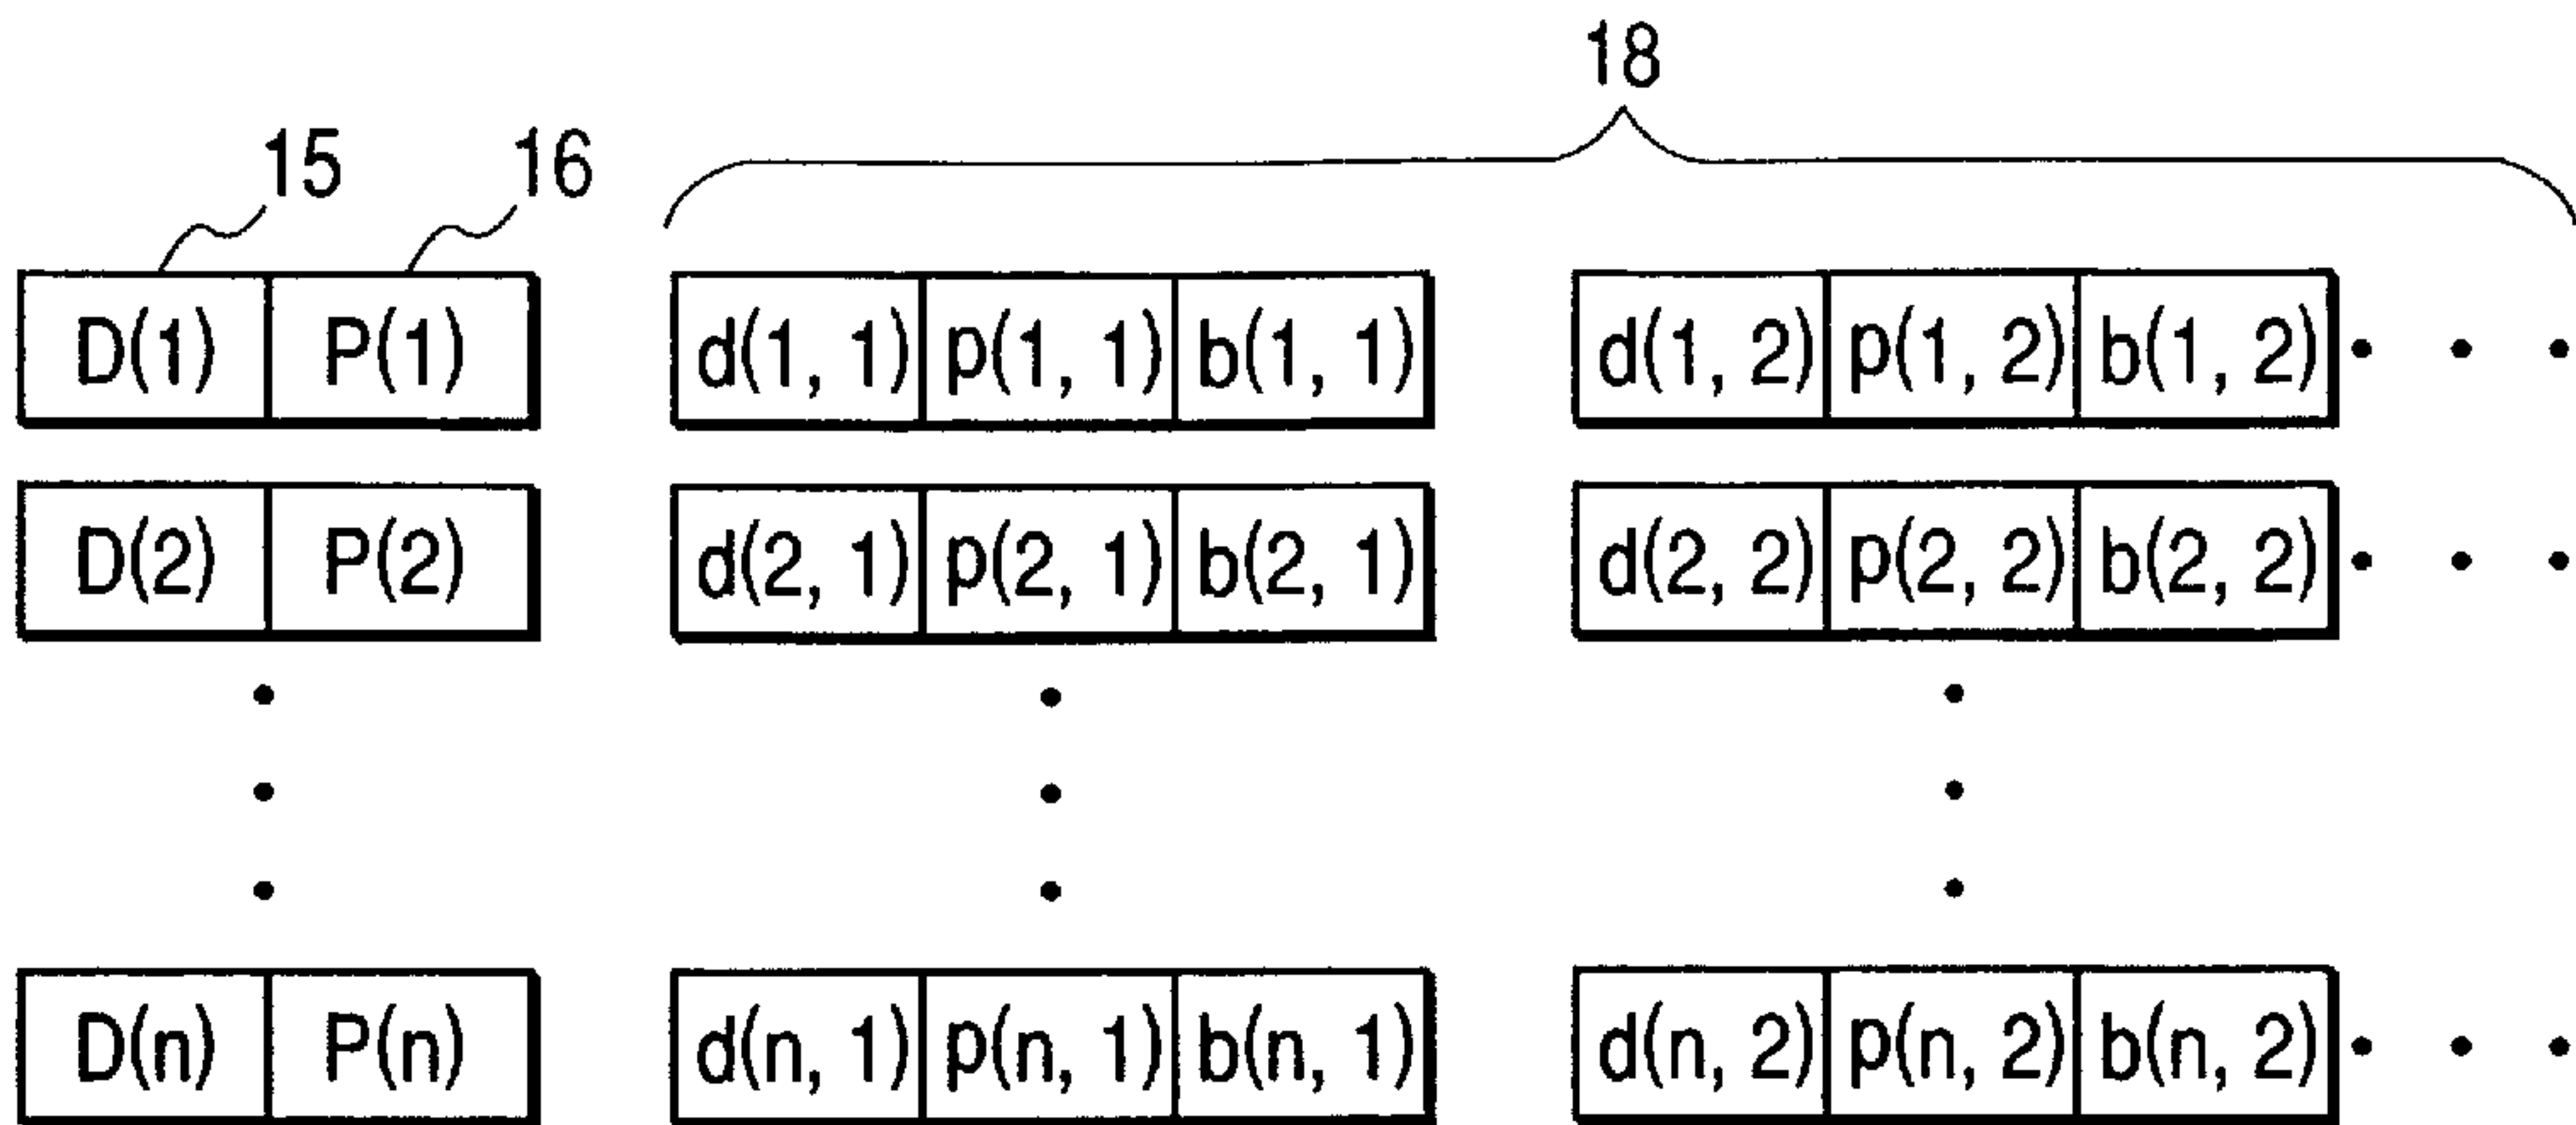 18
15 16
D(1) P(1) d(1, 1) p(1, 1) b(1, 1) d(1, 2) p(1, 2) b(1, 2) • • •
D(2) P(2) d(2, 1) p(2, 1) b(2, 1) d(2, 2) p(2, 2) b(2, 2) • • •
D(n) P(n) d(n, 1) p(n, 1) b(n, 1) d(n, 2) p(n, 2) b(n, 2) • • •